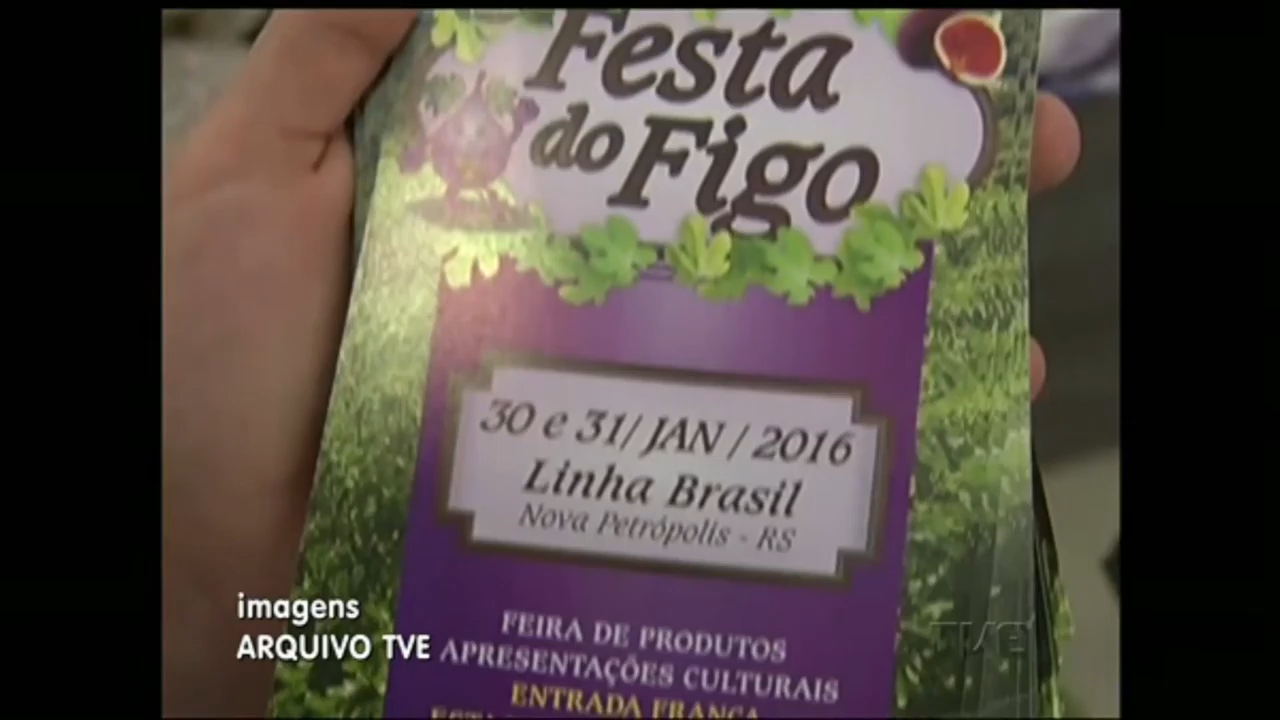 Festa
do Figo
30 e 31/ JAN / 2016
Linha Brasil
Nova Petrópolis - RS
FEIRA DE PRODUTOS
APRESENTAÇÕES CULTURAIS
ENTRADA FRANCA
imagens
ARQUIVO TVE
TVE